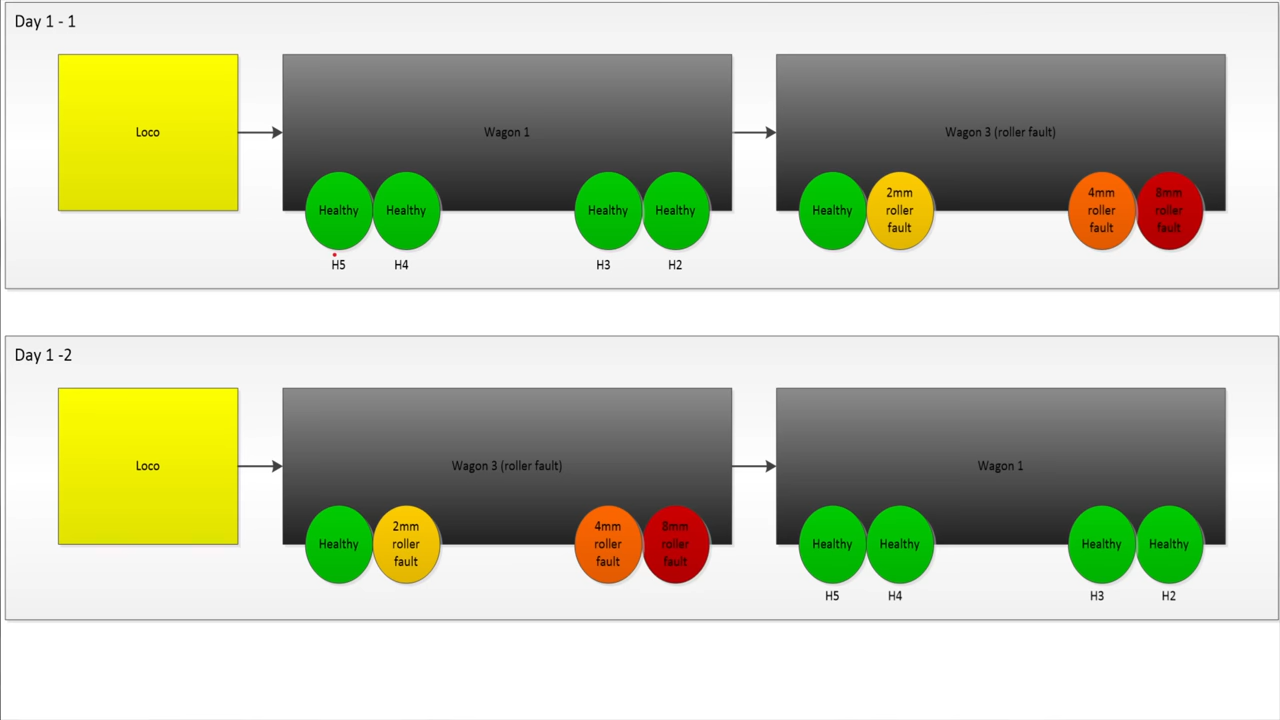 Day 1 - 1
Loco
Wagon 1
Wagon 3 (roller fault)
Healthy
Healthy
Healthy
Healthy
Healthy
2mm
roller
fault
4mm
roller
fault
8mm
roller
fault
H5
H4
H3
H2
Day 1 -2
Loco
Wagon 3 (roller fault)
Wagon 1
Healthy
2mm
roller
fault
4mm
roller
fault
8mm
roller
fault
Healthy
Healthy
Healthy
Healthy
H5
H4
H3
H2